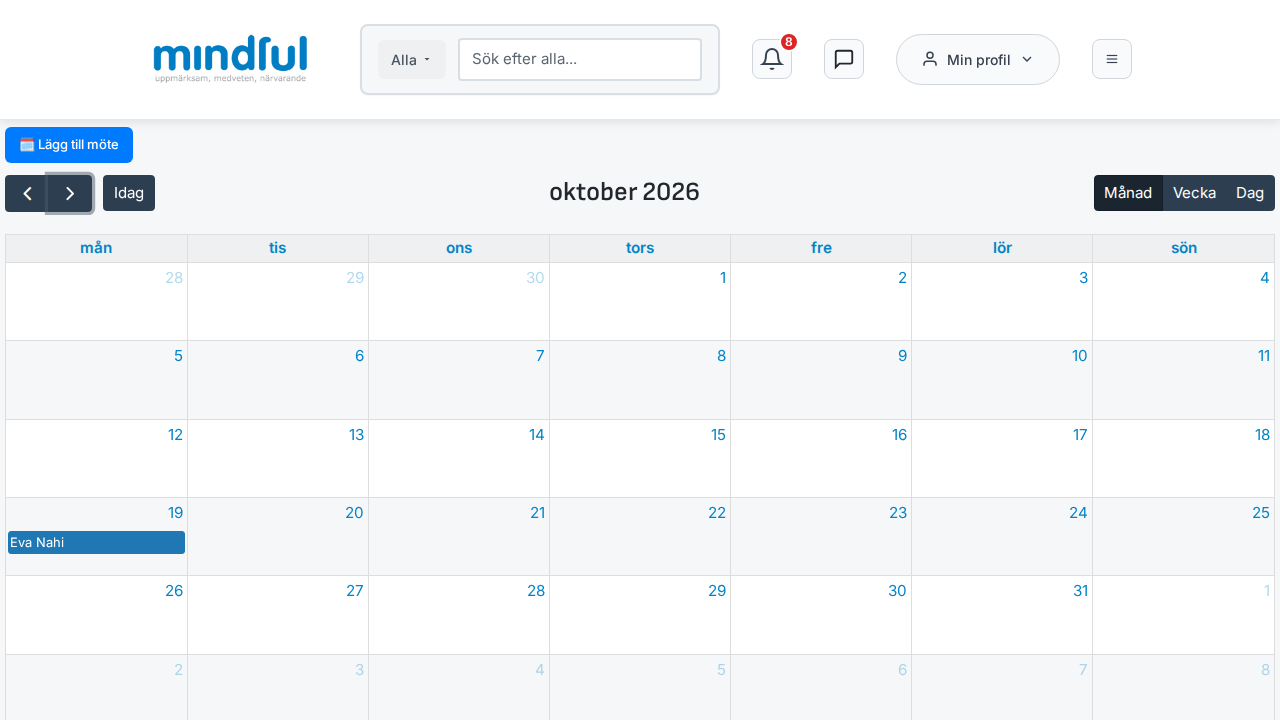 mindful
uppmärksam, medveten, närvarande
Alla
Sök efter alla...
8
Min profil
Lägg till möte
Idag
oktober 2026
Månad Vecka Dag
mån tis ons tors fre lör sön
28 29 30 1 2 3 4
5 6 7 8 9 10 11
12 13 14 15 16 17 18
19 20 21 22 23 24 25
Eva Nahi
26 27 28 29 30 31 1
2 3 4 5 6 7 8